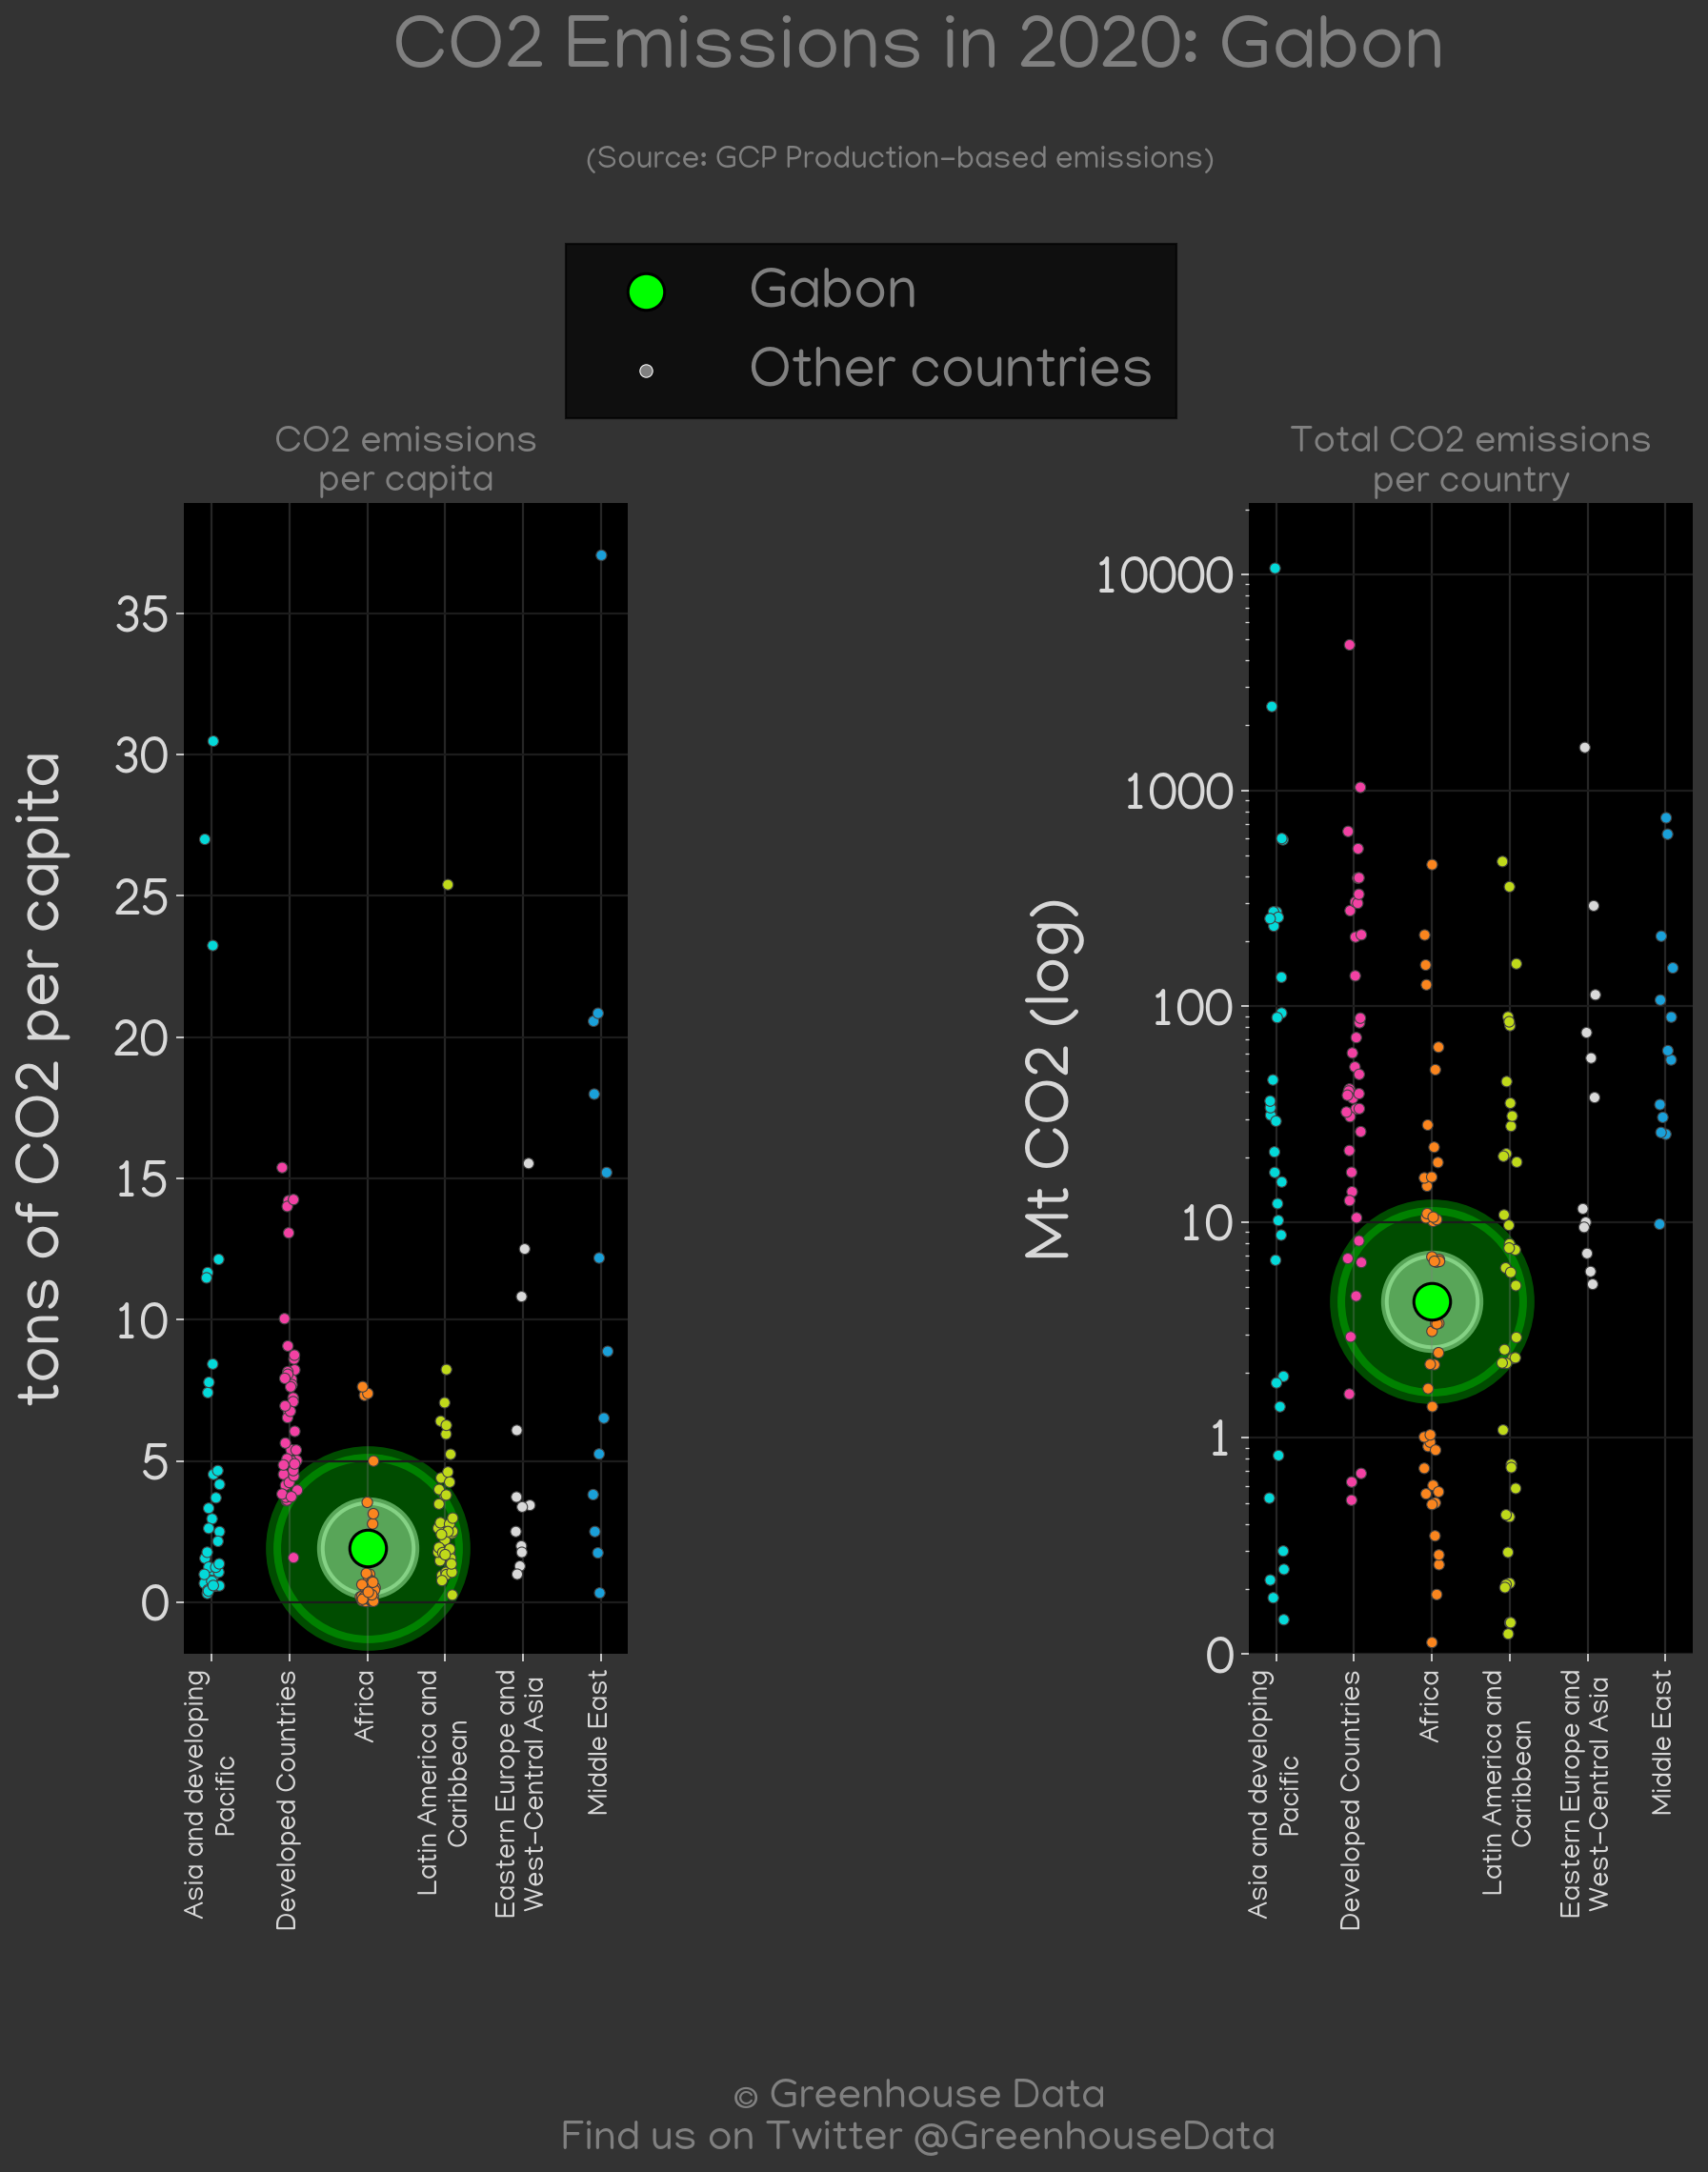 CO2 Emissions in 2020: Gabon
(Source: GCP Production-based emissions)
Gabon
Other countries
CO2 emissions
per capita
tons of CO2 per capita
35
30
25
20
15
10
5
0
Asia and developing
Pacific
Developed Countries
Africa
Latin America and
Caribbean
Eastern Europe and
West-Central Asia
Middle East
Total CO2 emissions
per country
Mt CO2 (log)
10000
1000
100
10
1
0
Asia and developing
Pacific
Developed Countries
Africa
Latin America and
Caribbean
Eastern Europe and
West-Central Asia
Middle East
© Greenhouse Data
Find us on Twitter @GreenhouseData